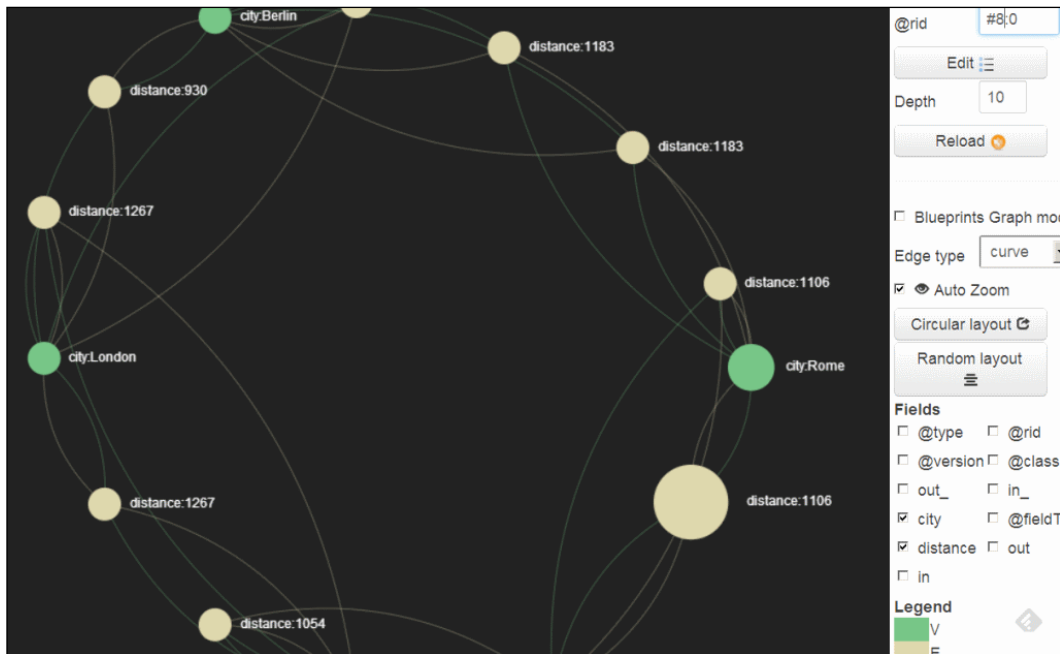 city:Berlin
distance:1183
distance:930
distance:1183
distance:1267
distance:1106
city:London
city:Rome
distance:1267
distance:1106
distance:1054
@rid #8:0
Edit
Depth 10
Reload
Blueprints Graph mod
Edge type curve
Auto Zoom
Circular layout
Random layout
Fields
@type @rid
@version @class
out_ in_
city @fieldT
distance out
in
Legend
V
E